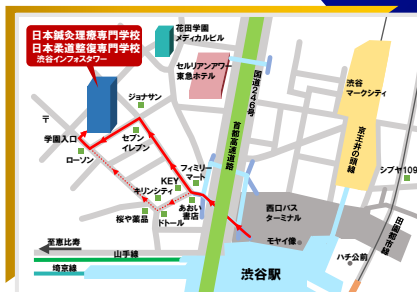 日本鍼灸理療専門学校
日本柔道整復専門学校
渋谷インフォスタワー
花田学園
メディカルビル
セルリアンタワー
東急ホテル
国道246号
首都高速道路
渋谷
マークシティ
京王井の頭線
シブヤ109
ジョナサン
〒
学園入口
ローソン
セブン
イレブン
KEY
フィミリー
マート
キリンシティ
あおい
書店
桜や薬品
ドトール
西口バス
ターミナル
モヤイ像
ハチ公前
田園都市線
至恵比寿
山手線
埼京線
渋谷駅